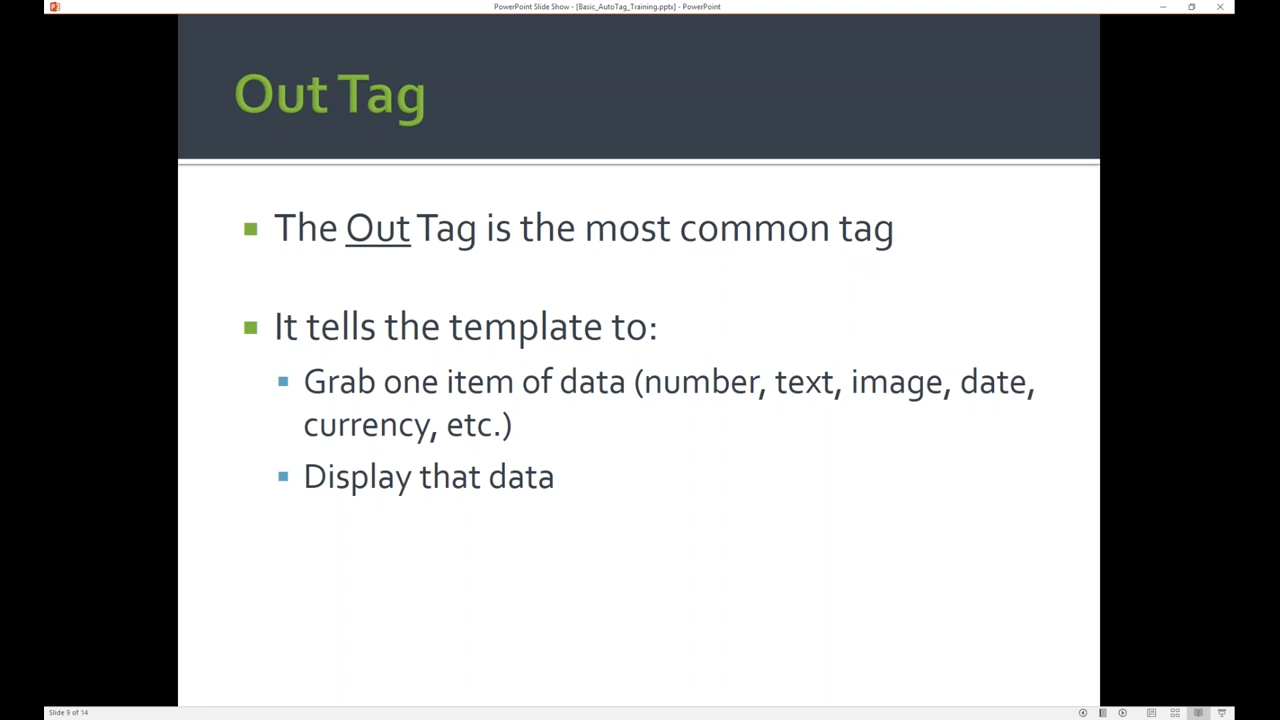 PowerPoint Slide Show - [Basic_AutoTag_Training.pptx] - PowerPoint
Out Tag
The Out Tag is the most common tag
It tells the template to:
Grab one item of data (number, text, image, date,
currency, etc.)
Display that data
Slide 9 of 14